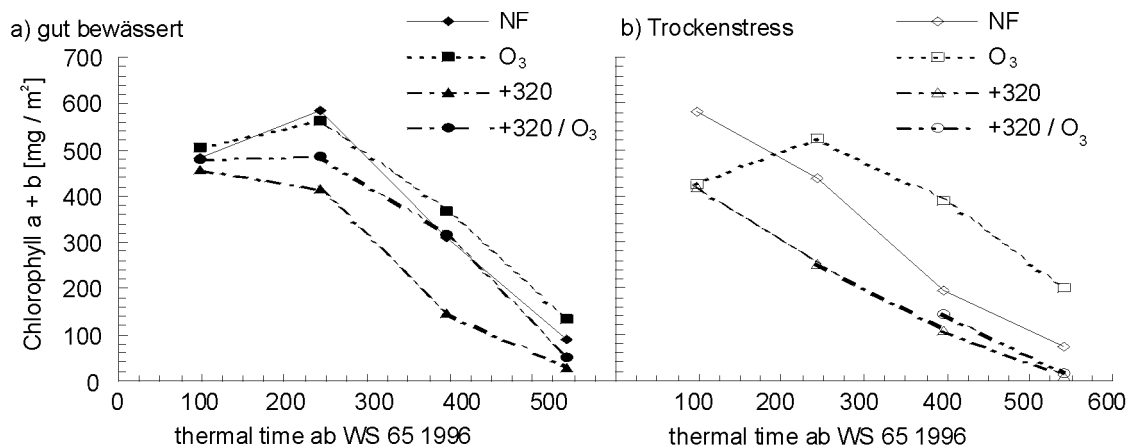 a) gut bewässert
NF
O₃
+320
+320 / O₃
b) Trockenstress
NF
O₃
+320
+320 / O₃
Chlorophyll a + b [mg / m²]
700
600
500
400
300
200
100
0
0 100 200 300 400 500
100 200 300 400 500 600
thermal time ab WS 65 1996
thermal time ab WS 65 1996